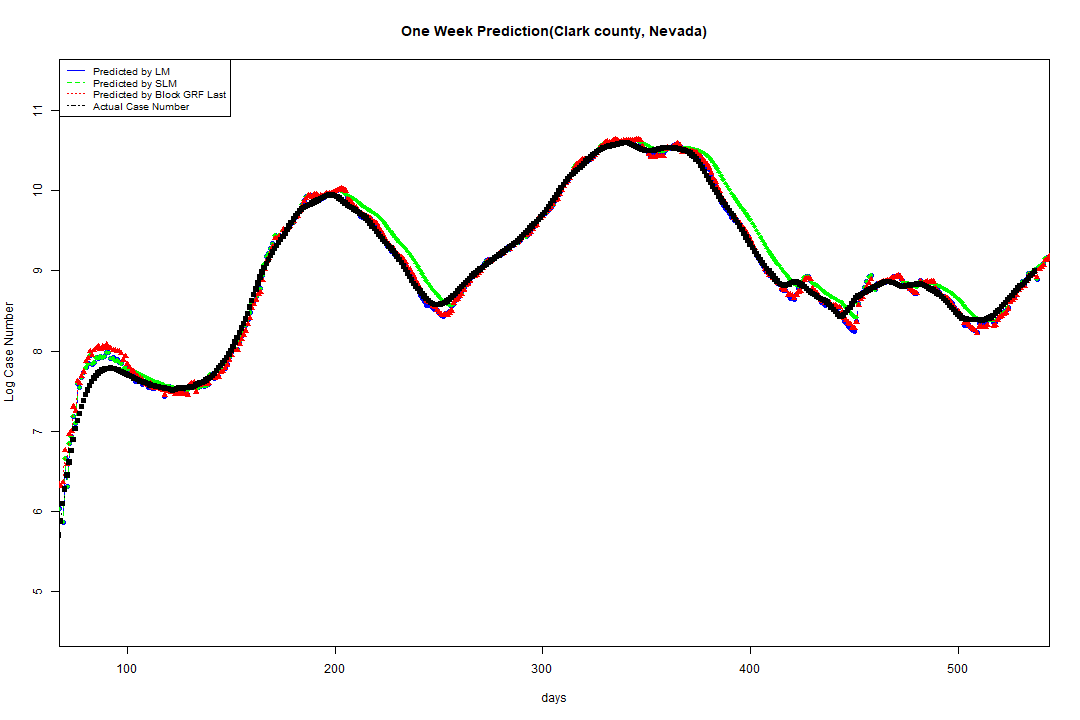 One Week Prediction(Clark county, Nevada)
Predicted by LM
Predicted by SLM
Predicted by Block GRF Last
Actual Case Number
11
10
9
8
7
6
5
Log Case Number
100 200 300 400 500
days